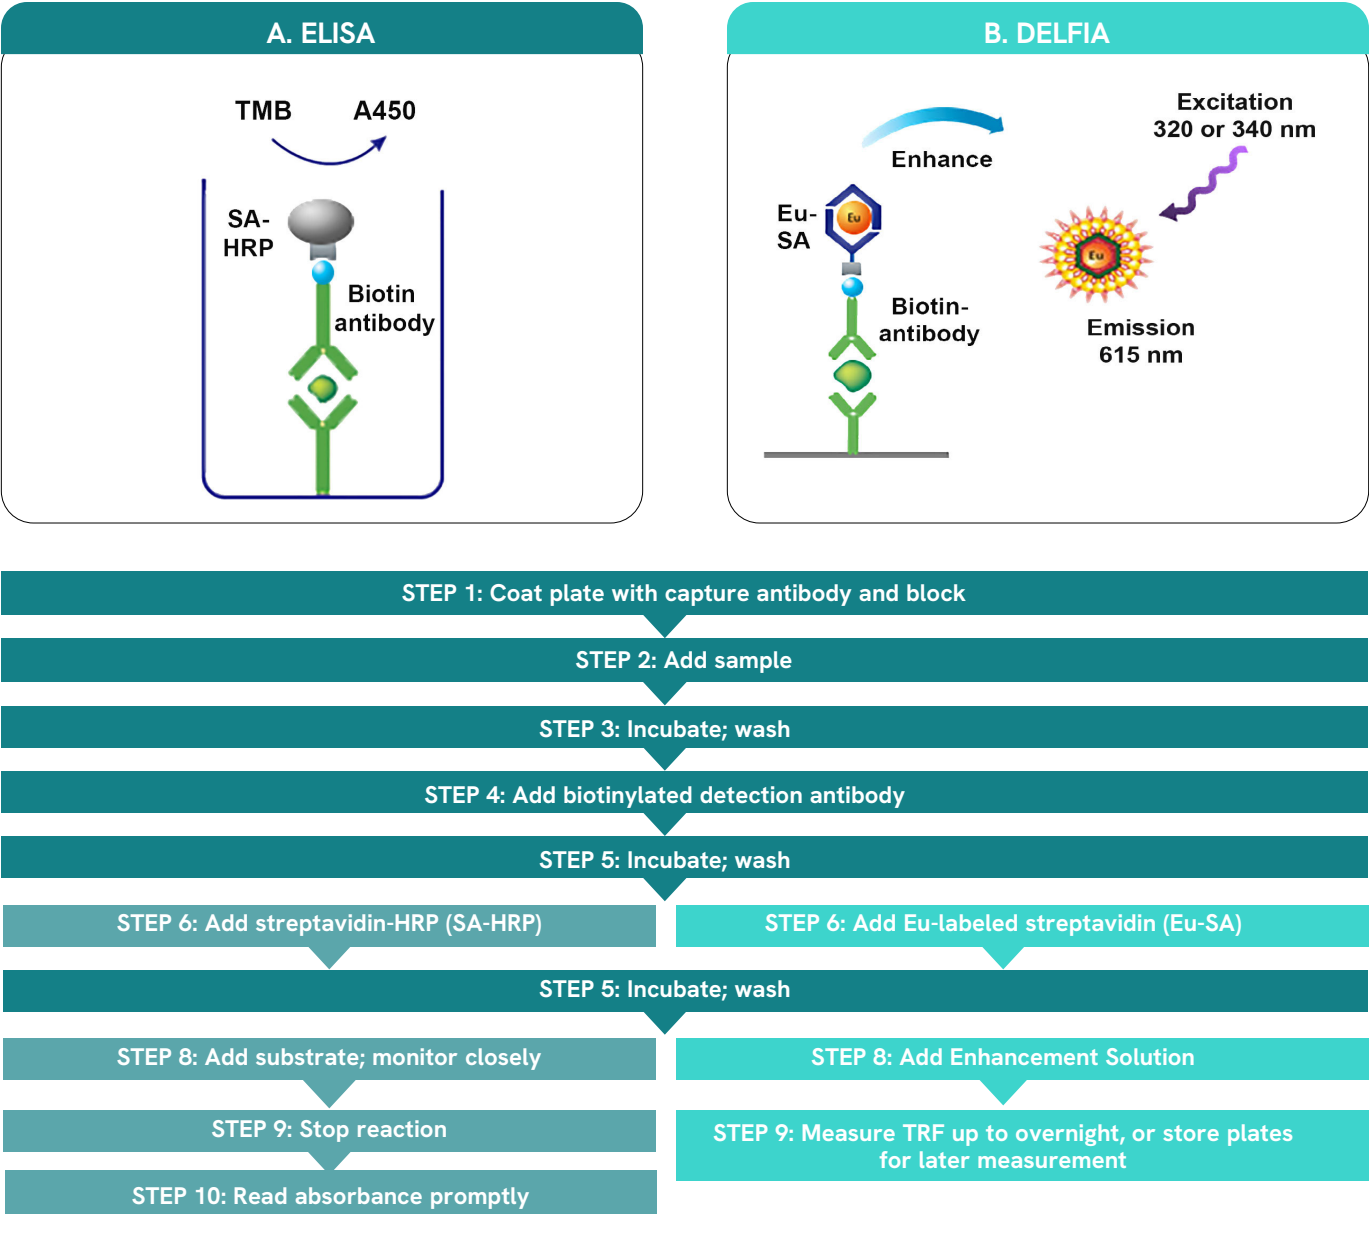 A. ELISA
TMB
A450
SA-
HRP
Biotin
antibody
B. DELFIA
Excitation
320 or 340 nm
Enhance
Eu-
SA
Eu
Eu
Biotin-
antibody
Emission
615 nm
STEP 1: Coat plate with capture antibody and block
STEP 2: Add sample
STEP 3: Incubate; wash
STEP 4: Add biotinylated detection antibody
STEP 5: Incubate; wash
STEP 6: Add streptavidin-HRP (SA-HRP)
STEP 6: Add Eu-labeled streptavidin (Eu-SA)
STEP 5: Incubate; wash
STEP 8: Add substrate; monitor closely
STEP 8: Add Enhancement Solution
STEP 9: Stop reaction
STEP 9: Measure TRF up to overnight, or store plates
for later measurement
STEP 10: Read absorbance promptly